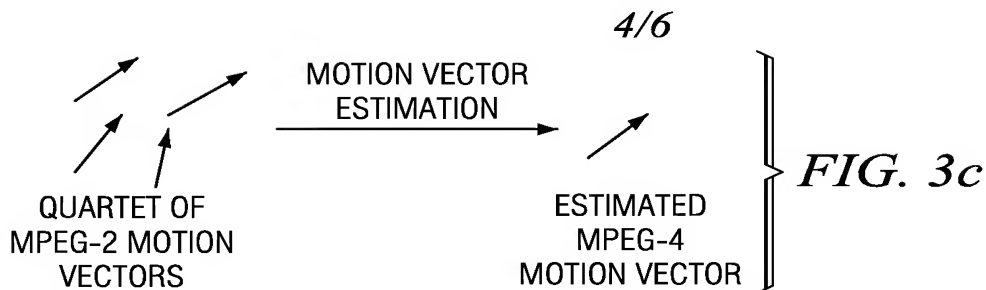 4/6
MOTION VECTOR
ESTIMATION
QUARTET OF
MPEG-2 MOTION
VECTORS
ESTIMATED
MPEG-4
MOTION VECTOR
FIG. 3c